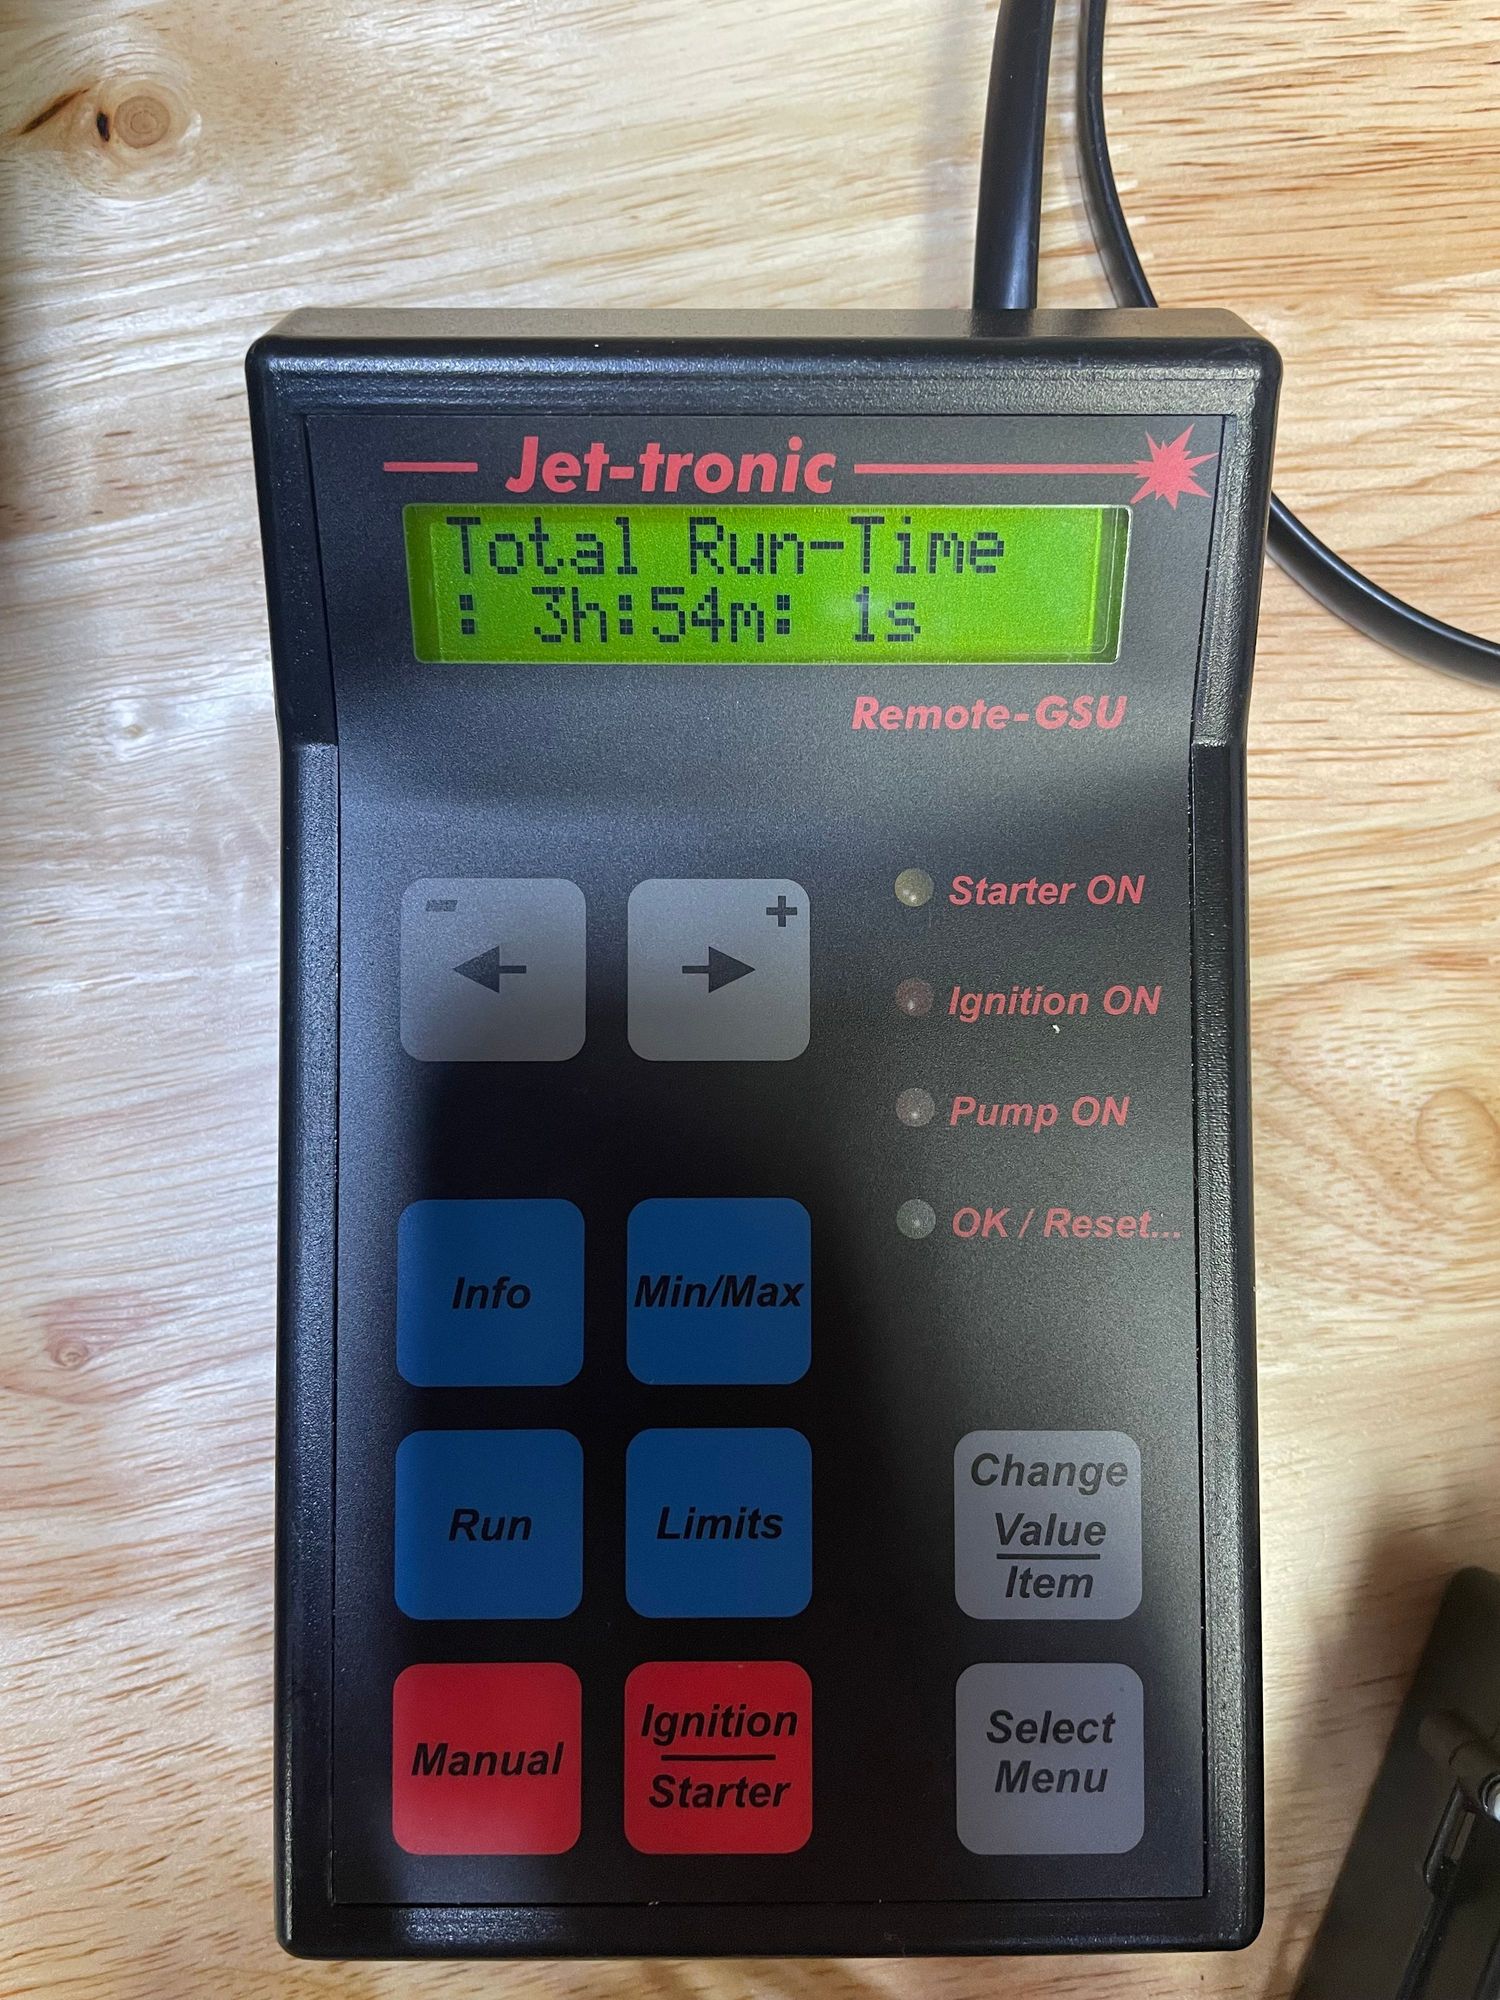 Jet-tronic
Total Run-Time
: 3h:54m: 1s
Remote-GSU
- +
← →
Starter ON
Ignition ON
Pump ON
OK / Reset...
Info
Min/Max
Run
Limits
Change
Value
Item
Manual
Ignition
Starter
Select
Menu